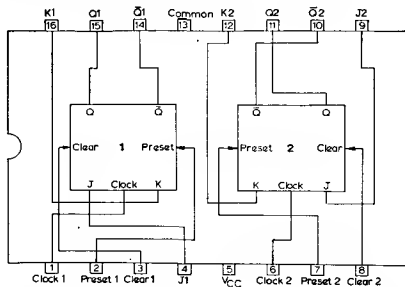 K1 Q1 Q̅1 Common K2 Q2 Q̅2 J2
16 15 14 13 12 11 10 9
Q Q̅ Q̅ Q
Clear 1 Preset Preset 2 Clear
J Clock K K Clock J
1 2 3 4 5 6 7 8
Clock 1 Preset 1 Clear 1 J1 VCC Clock 2 Preset 2 Clear 2